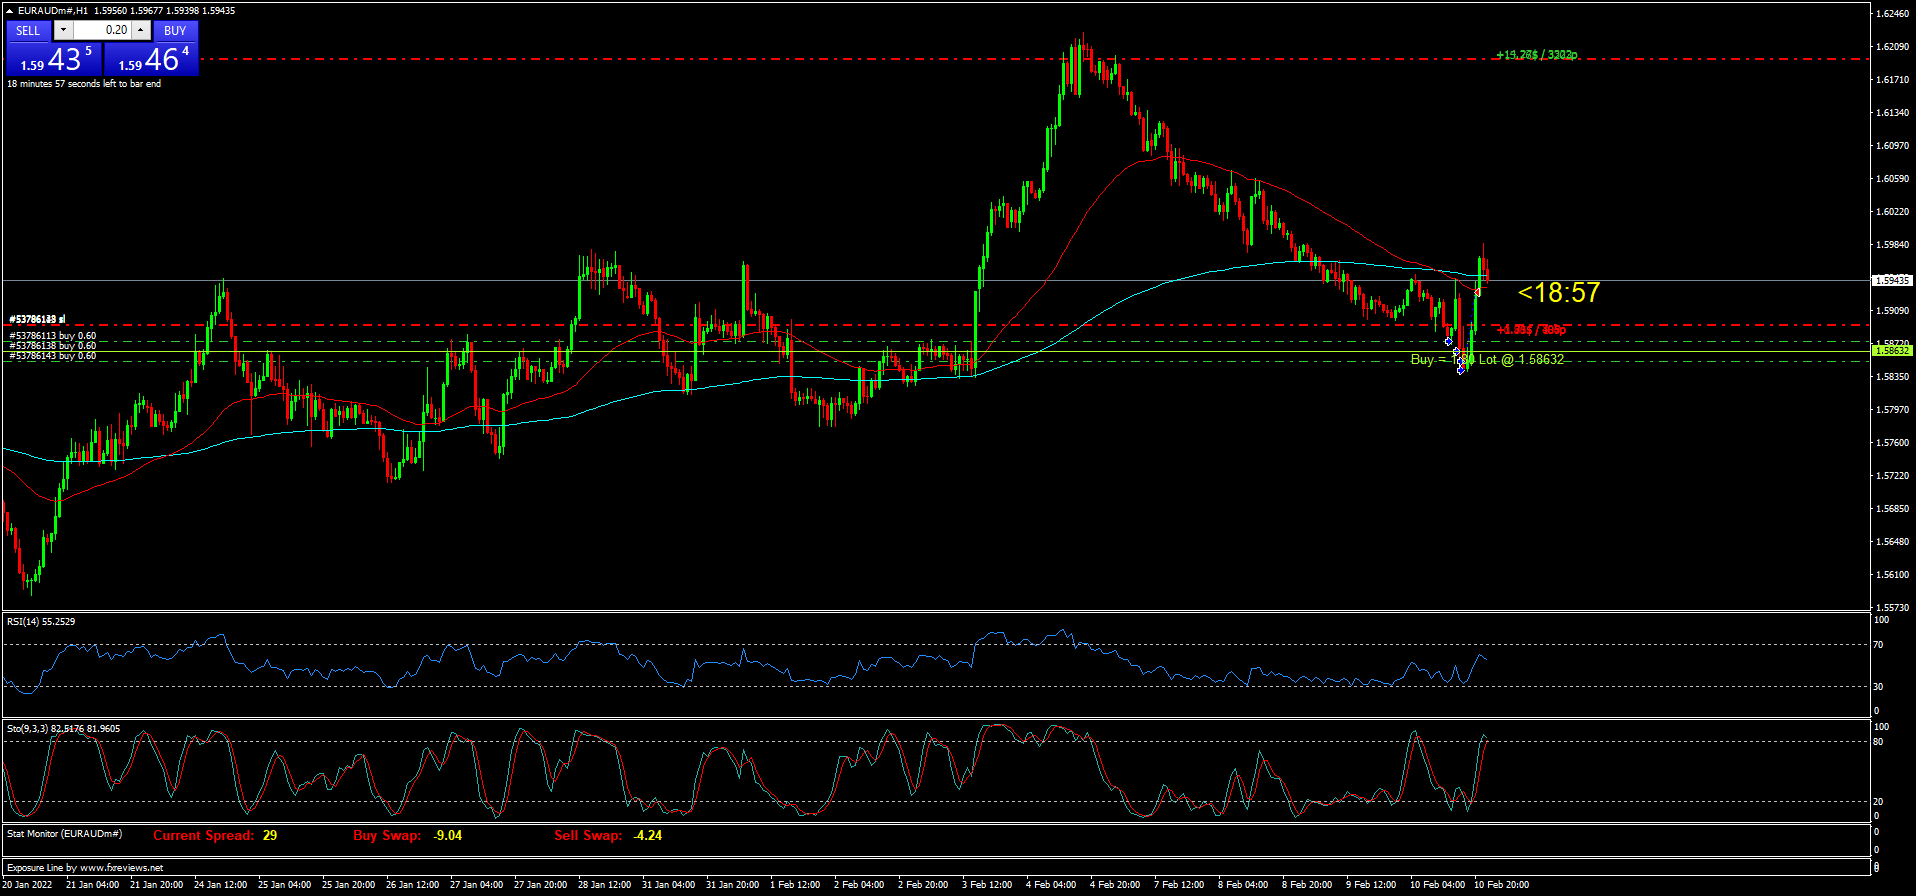 EURAUDm#,H1 1.59560 1.59677 1.59398 1.59435
SELL 0.20 BUY
1.59 43 5 1.59 46 4
18 minutes 57 seconds left to bar end
<18:57
#53786113 buy 0.60
#53786138 buy 0.60
#53786143 buy 0.60
Buy = 1.80 Lot @ 1.58632
1.62460
1.62090
1.61710
1.61340
1.60970
1.60590
1.60220
1.59840
1.59435
1.59090
1.58720
1.58632
1.58350
1.57970
1.57600
1.57220
1.56850
1.56480
1.56100
1.55730
RSI(14) 55.2529
100
70
30
0
Sto(9,3,3) 82.5176 81.9605
100
80
20
0
Stat Monitor (EURAUDm#) Current Spread: 29 Buy Swap: -9.04 Sell Swap: -4.24
0
0
Exposure Line by www.fxreviews.net
20 Jan 2022 21 Jan 04:00 21 Jan 20:00 24 Jan 12:00 25 Jan 04:00 25 Jan 20:00 26 Jan 12:00 27 Jan 04:00 27 Jan 20:00 28 Jan 12:00 31 Jan 04:00 31 Jan 20:00 1 Feb 12:00 2 Feb 04:00 2 Feb 20:00 3 Feb 12:00 4 Feb 04:00 4 Feb 20:00 7 Feb 12:00 8 Feb 04:00 8 Feb 20:00 9 Feb 12:00 10 Feb 04:00 10 Feb 20:00